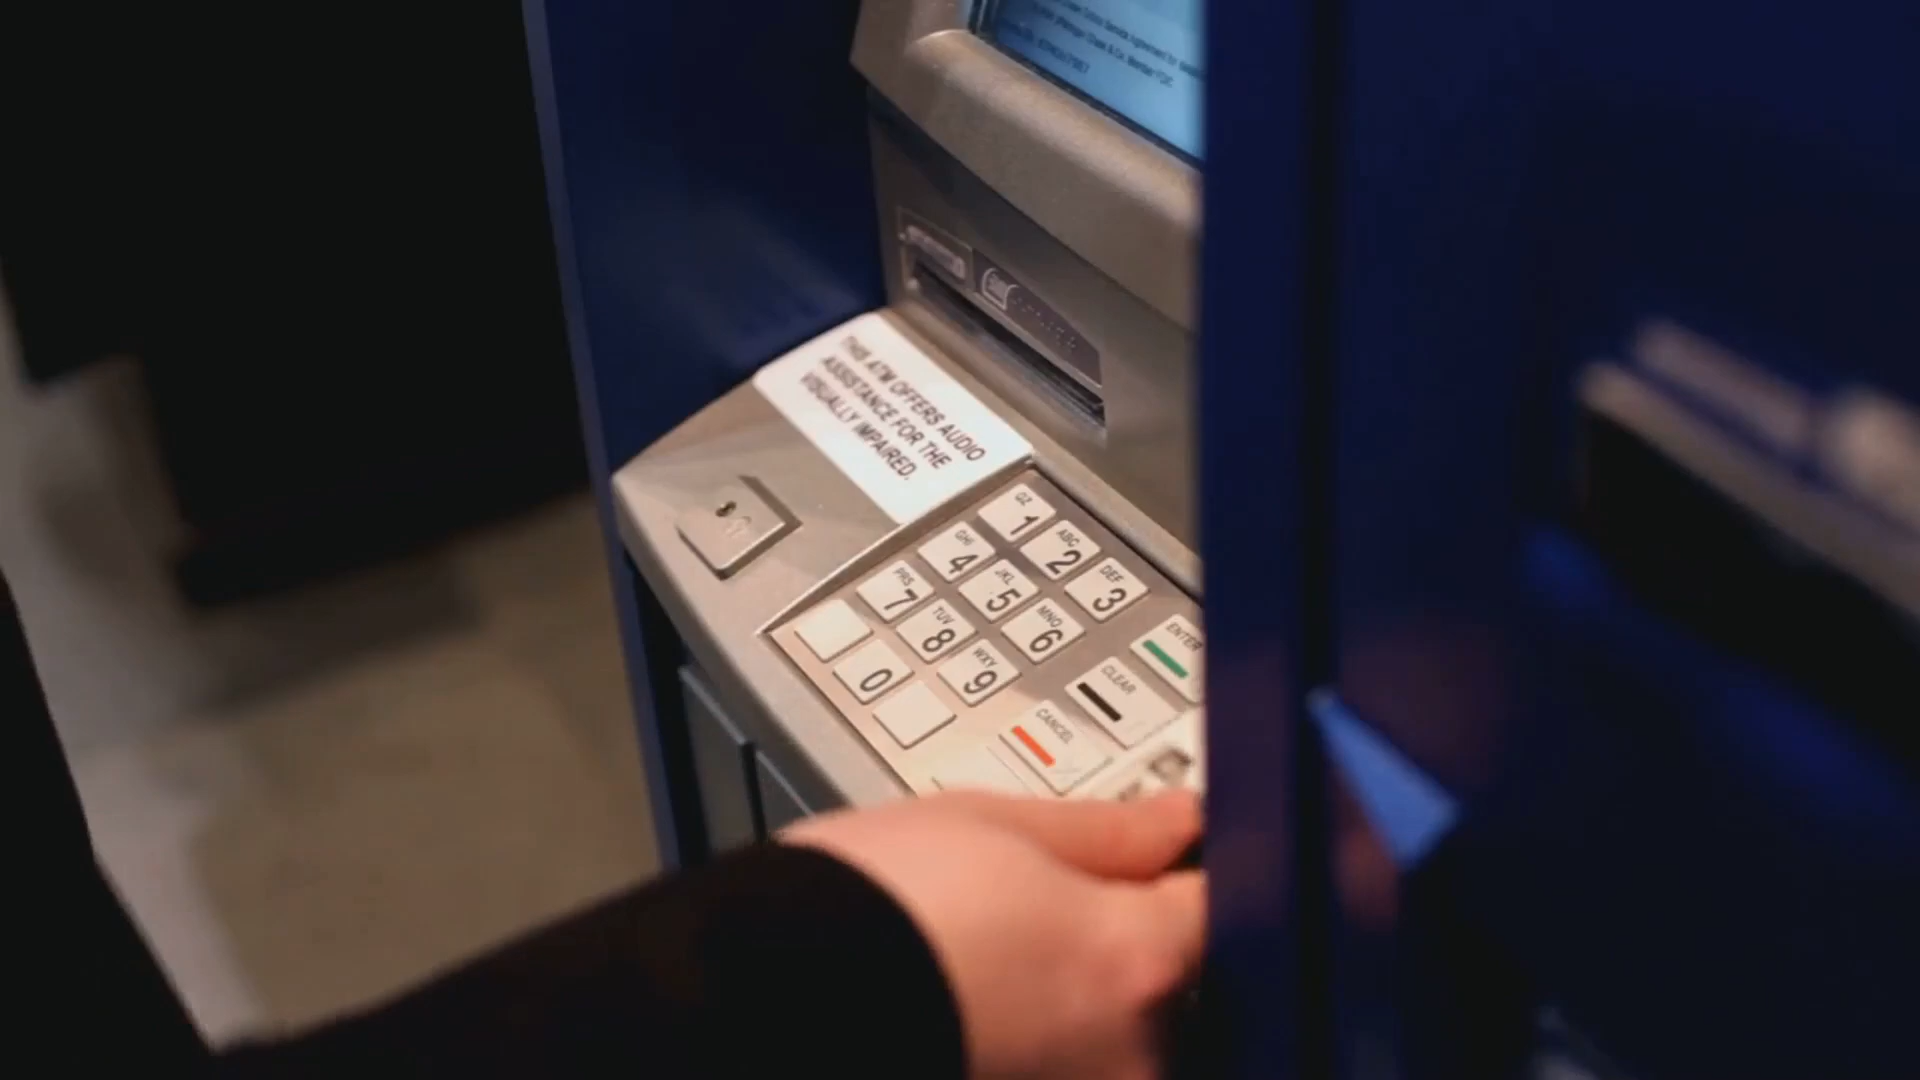 THIS ATM OFFERS AUDIO
ASSISTANCE FOR THE
VISUALLY IMPAIRED.
QZ
1
ABC
2
DEF
3
ENTER
GHI
4
JKL
5
MNO
6
CLEAR
PRS
7
TUV
8
WXY
9
CANCEL
0